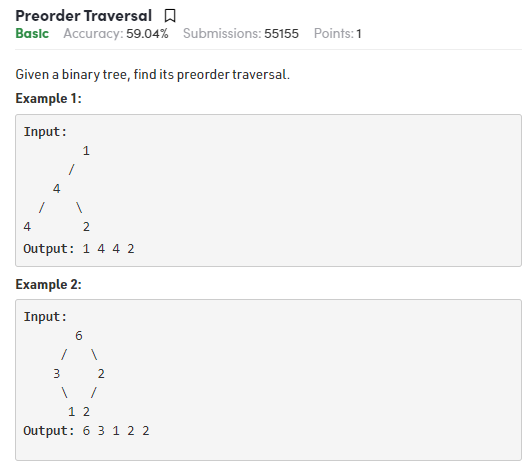 Preorder Traversal
Basic Accuracy: 59.04% Submissions: 55155 Points: 1
Given a binary tree, find its preorder traversal.
Example 1:
Input:
        1
      /
    4
  /    \
4       2
Output: 1 4 4 2
Example 2:
Input:
       6
     /   \
    3     2
     \   /
      1 2
Output: 6 3 1 2 2